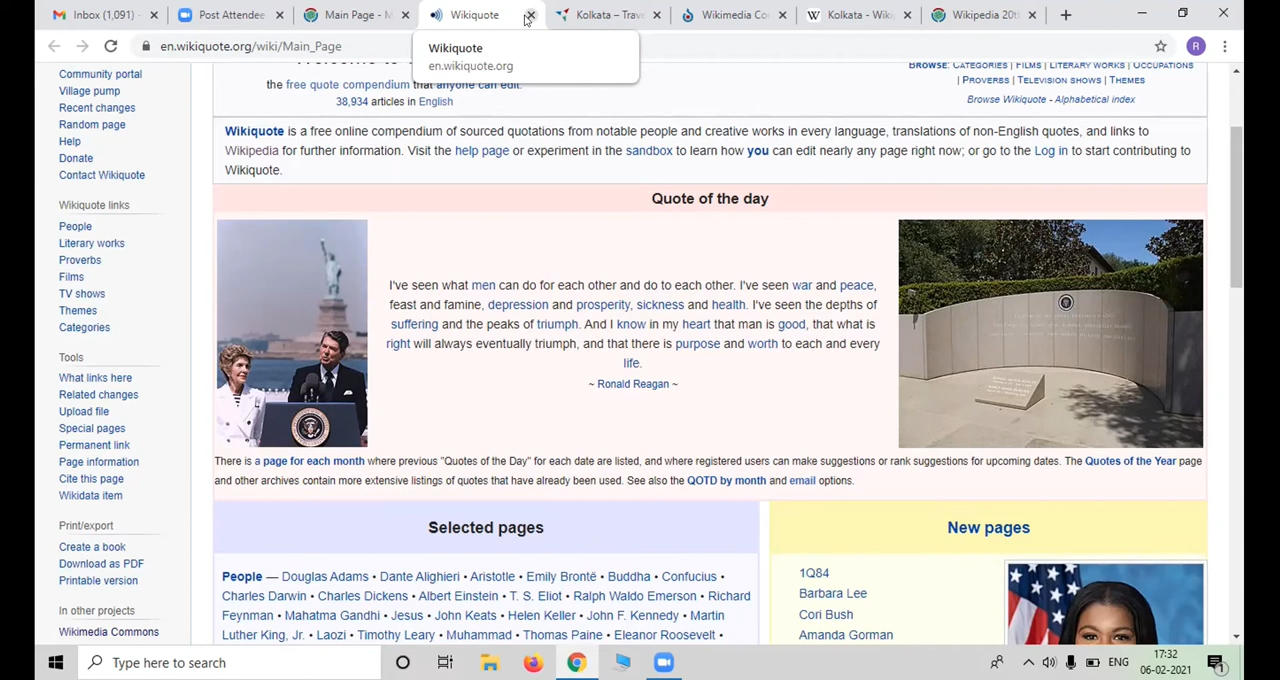 Inbox (1,091) -
Post Attendee
Main Page - M
Wikiquote
Kolkata – Trav
Wikimedia Co
Kolkata - Wiki
Wikipedia 20th
en.wikiquote.org/wiki/Main_Page
R
Wikiquote
en.wikiquote.org
Community portal
Village pump
Recent changes
Random page
Help
Donate
Contact Wikiquote
Wikiquote links
People
Literary works
Proverbs
Films
TV shows
Themes
Categories
Tools
What links here
Related changes
Upload file
Special pages
Permanent link
Page information
Cite this page
Wikidata item
Print/export
Create a book
Download as PDF
Printable version
In other projects
Wikimedia Commons
the free quote compendium that anyone can edit.
38,934 articles in English
Browse: Categories | Films | Literary works | Occupations
| Proverbs | Television shows | Themes
Browse Wikiquote - Alphabetical index
Wikiquote is a free online compendium of sourced quotations from notable people and creative works in every language, translations of non-English quotes, and links to
Wikipedia for further information. Visit the help page or experiment in the sandbox to learn how you can edit nearly any page right now; or go to the Log in to start contributing to
Wikiquote.
Quote of the day
I've seen what men can do for each other and do to each other. I've seen war and peace,
feast and famine, depression and prosperity, sickness and health. I've seen the depths of
suffering and the peaks of triumph. And I know in my heart that man is good, that what is
right will always eventually triumph, and that there is purpose and worth to each and every
life.
~ Ronald Reagan ~
There is a page for each month where previous "Quotes of the Day" for each date are listed, and where registered users can make suggestions or rank suggestions for upcoming dates. The Quotes of the Year page
and other archives contain more extensive listings of quotes that have already been used. See also the QOTD by month and email options.
Selected pages
People — Douglas Adams • Dante Alighieri • Aristotle • Emily Brontë • Buddha • Confucius •
Charles Darwin • Charles Dickens • Albert Einstein • T. S. Eliot • Ralph Waldo Emerson • Richard
Feynman • Mahatma Gandhi • Jesus • John Keats • Helen Keller • John F. Kennedy • Martin
Luther King, Jr. • Laozi • Timothy Leary • Muhammad • Thomas Paine • Eleanor Roosevelt •
New pages
1Q84
Barbara Lee
Cori Bush
Amanda Gorman
Type here to search
ENG
17:32
06-02-2021
1